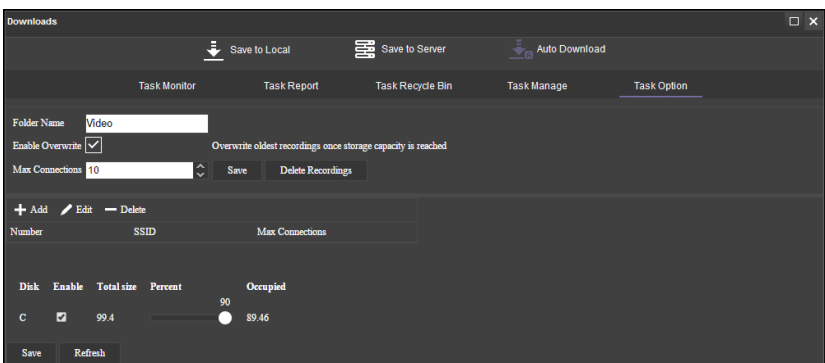 Downloads
Save to Local Save to Server Auto Download
Task Monitor Task Report Task Recycle Bin Task Manage Task Option
Folder Name Video
Enable Overwrite Overwrite oldest recordings once storage capacity is reached
Max Connections 10 Save Delete Recordings
Add Edit Delete
Number SSID Max Connections
Disk Enable Total size Percent Occupied
90
C 99.4 89.46
Save Refresh